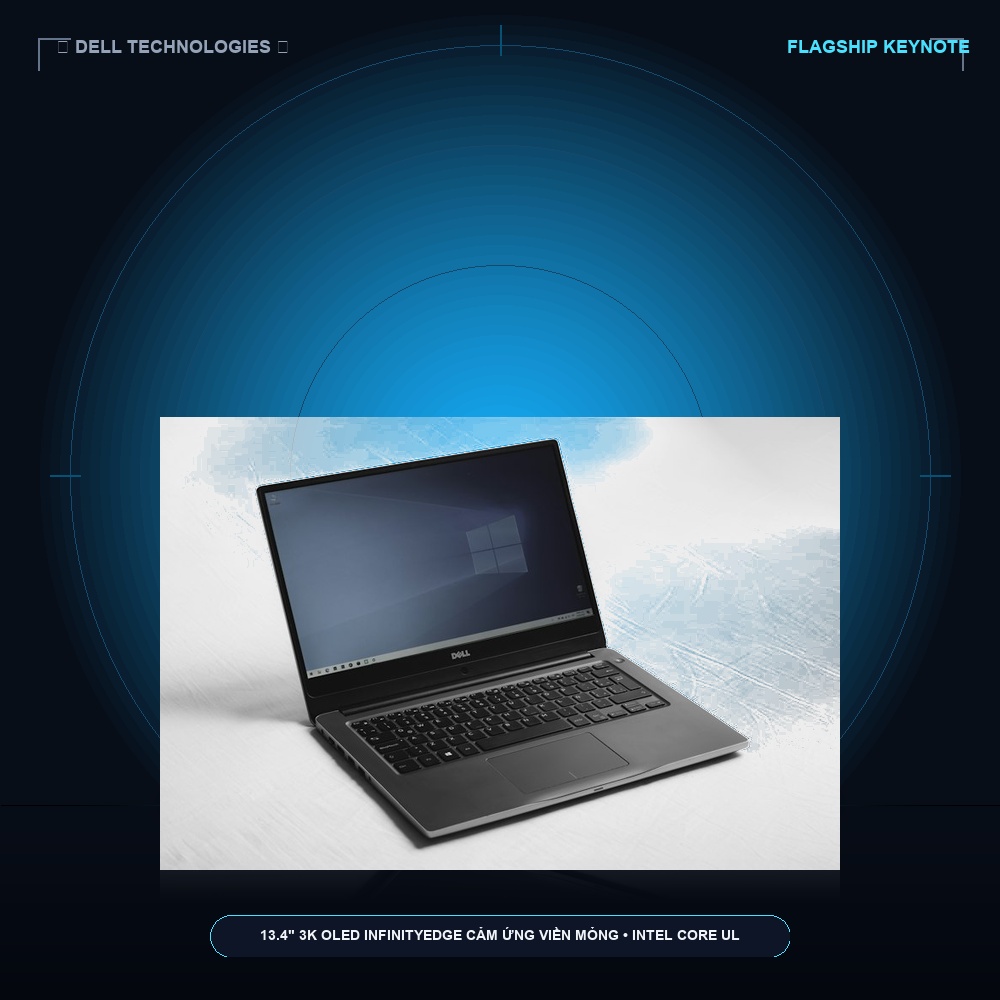 DELL TECHNOLOGIES
FLAGSHIP KEYNOTE
DELL
13.4" 3K OLED INFINITYEDGE CẢM ỨNG VIỀN MỎNG • INTEL CORE UL